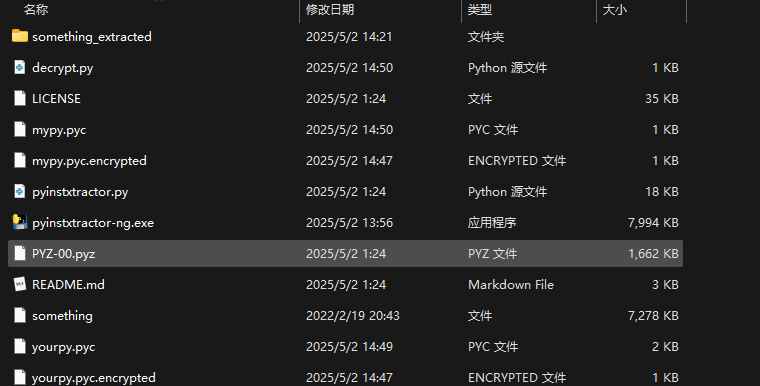 名称 修改日期 类型 大小
something_extracted 2025/5/2 14:21 文件夹
decrypt.py 2025/5/2 14:50 Python 源文件 1 KB
LICENSE 2025/5/2 1:24 文件 35 KB
mypy.pyc 2025/5/2 14:50 PYC 文件 1 KB
mypy.pyc.encrypted 2025/5/2 14:47 ENCRYPTED 文件 1 KB
pyinstxtractor.py 2025/5/2 1:24 Python 源文件 18 KB
pyinstxtractor-ng.exe 2025/5/2 13:56 应用程序 7,994 KB
PYZ-00.pyz 2025/5/2 1:24 PYZ 文件 1,662 KB
README.md 2025/5/2 1:24 Markdown File 3 KB
something 2022/2/19 20:43 文件 7,278 KB
yourpy.pyc 2025/5/2 14:49 PYC 文件 2 KB
yourpy.pyc.encrypted 2025/5/2 14:47 ENCRYPTED 文件 1 KB